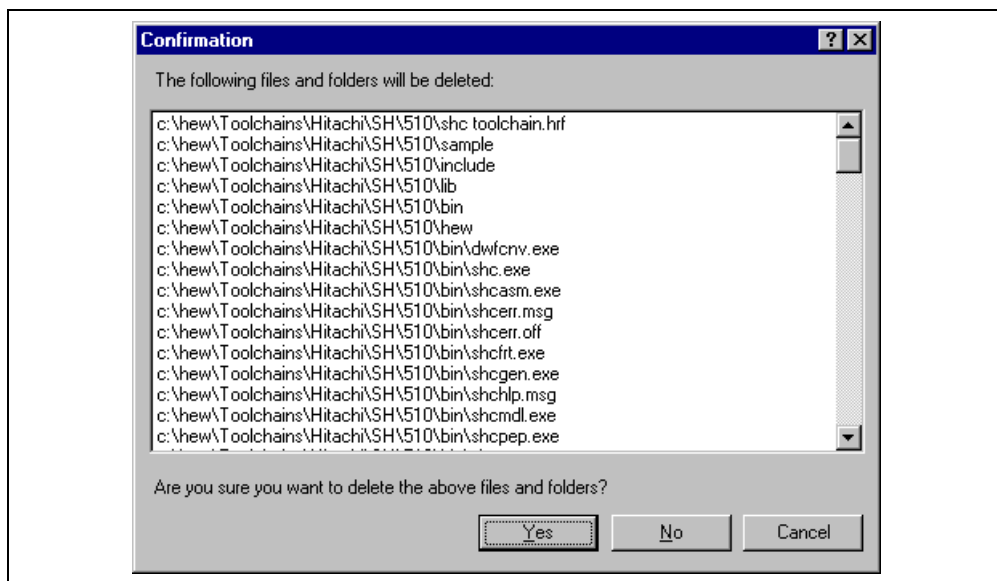 Confirmation
The following files and folders will be deleted:
c:\hew\Toolchains\Hitachi\SH\510\shc toolchain.hrf
c:\hew\Toolchains\Hitachi\SH\510\sample
c:\hew\Toolchains\Hitachi\SH\510\include
c:\hew\Toolchains\Hitachi\SH\510\lib
c:\hew\Toolchains\Hitachi\SH\510\bin
c:\hew\Toolchains\Hitachi\SH\510\hew
c:\hew\Toolchains\Hitachi\SH\510\bin\dwfcnv.exe
c:\hew\Toolchains\Hitachi\SH\510\bin\shc.exe
c:\hew\Toolchains\Hitachi\SH\510\bin\shcasm.exe
c:\hew\Toolchains\Hitachi\SH\510\bin\shcerr.msg
c:\hew\Toolchains\Hitachi\SH\510\bin\shcerr.off
c:\hew\Toolchains\Hitachi\SH\510\bin\shcfrt.exe
c:\hew\Toolchains\Hitachi\SH\510\bin\shcgen.exe
c:\hew\Toolchains\Hitachi\SH\510\bin\shchlp.msg
c:\hew\Toolchains\Hitachi\SH\510\bin\shcmdl.exe
c:\hew\Toolchains\Hitachi\SH\510\bin\shcpep.exe
Are you sure you want to delete the above files and folders?
Yes No Cancel